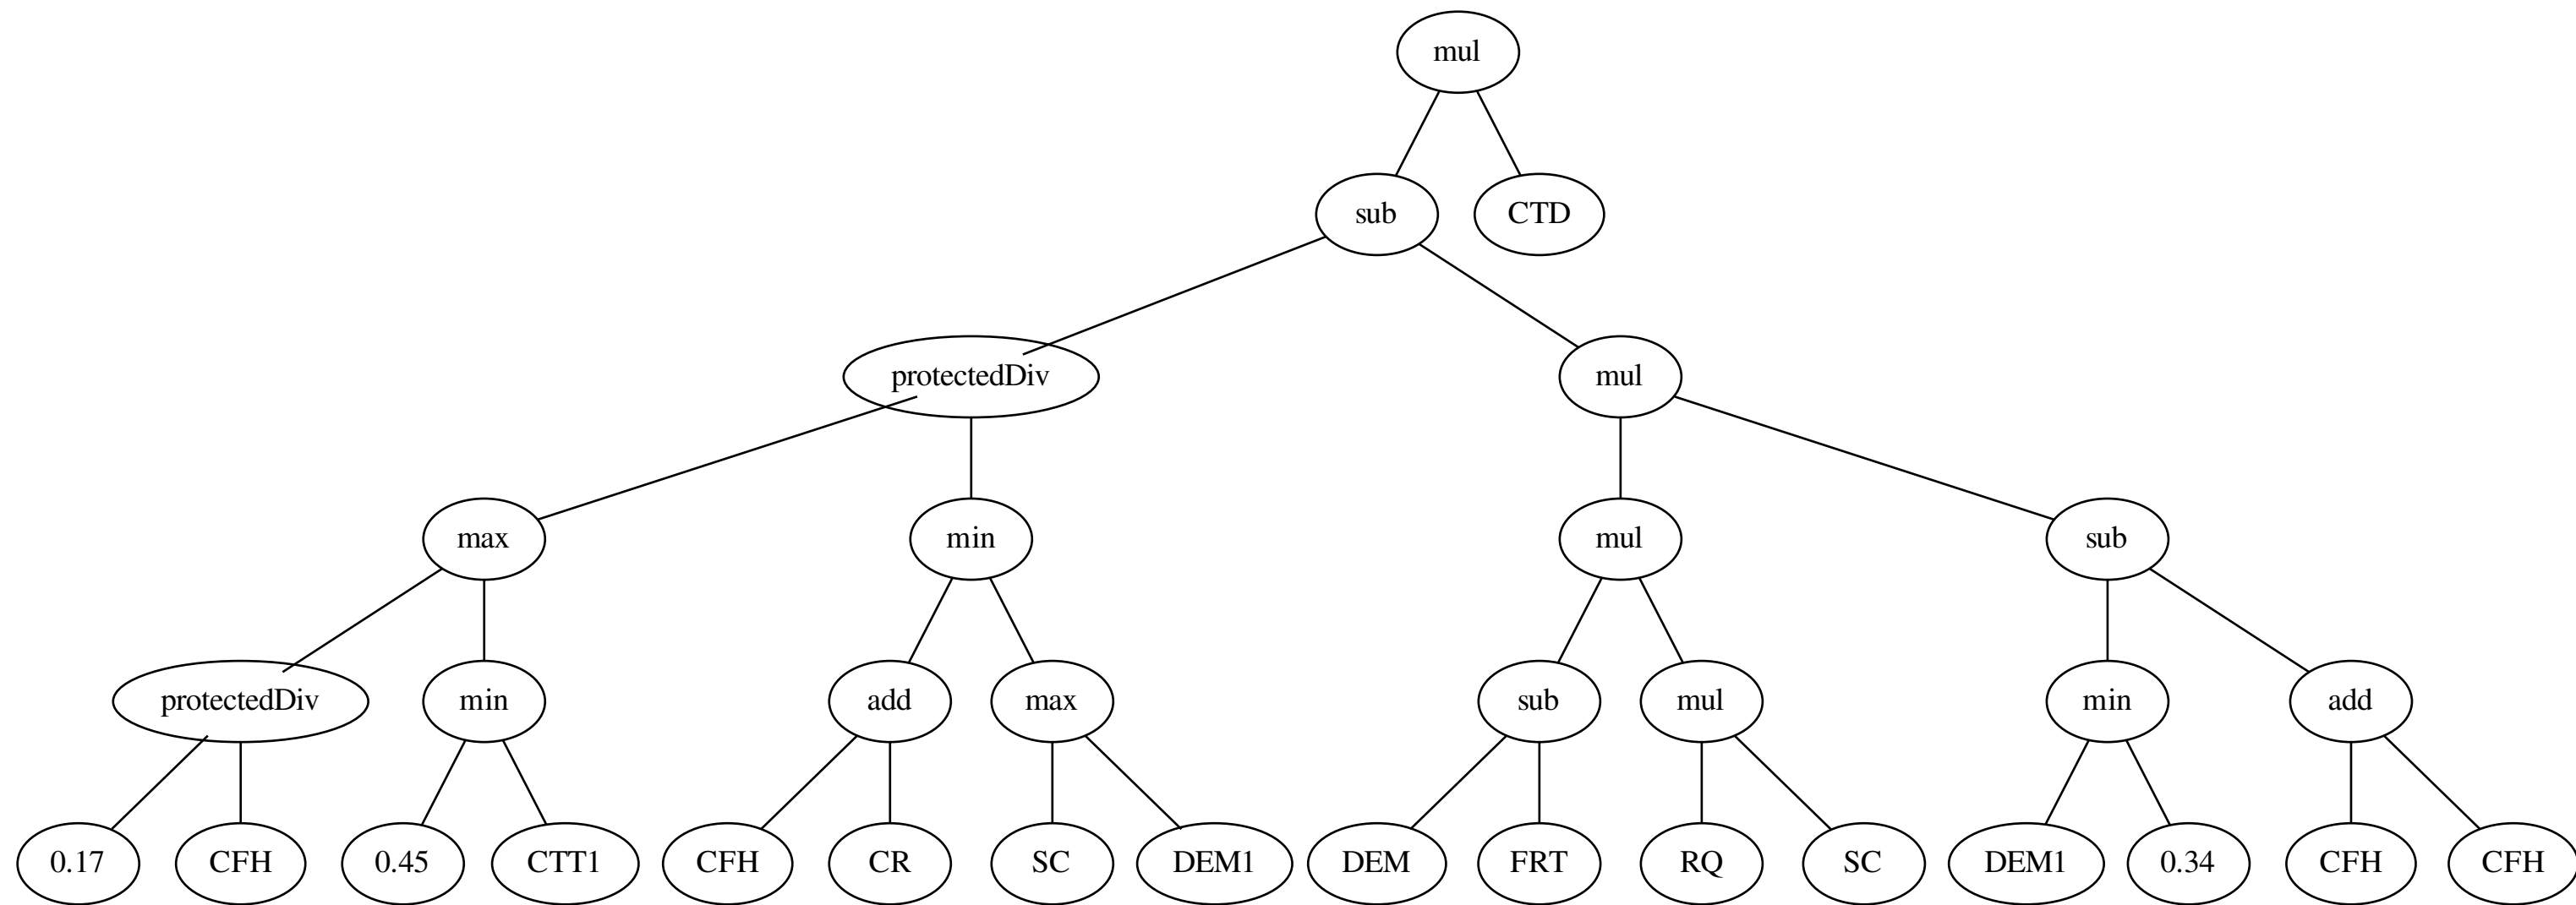 mul
sub CTD
protectedDiv mul
max min mul sub
protectedDiv min add max sub mul min add
0.17 CFH 0.45 CTT1 CFH CR SC DEM1 DEM FRT RQ SC DEM1 0.34 CFH CFH